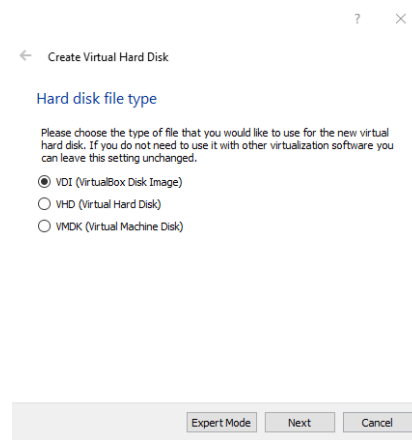 ?
Create Virtual Hard Disk
Hard disk file type
Please choose the type of file that you would like to use for the new virtual
hard disk. If you do not need to use it with other virtualization software you
can leave this setting unchanged.
VDI (VirtualBox Disk Image)
VHD (Virtual Hard Disk)
VMDK (Virtual Machine Disk)
Expert Mode Next Cancel